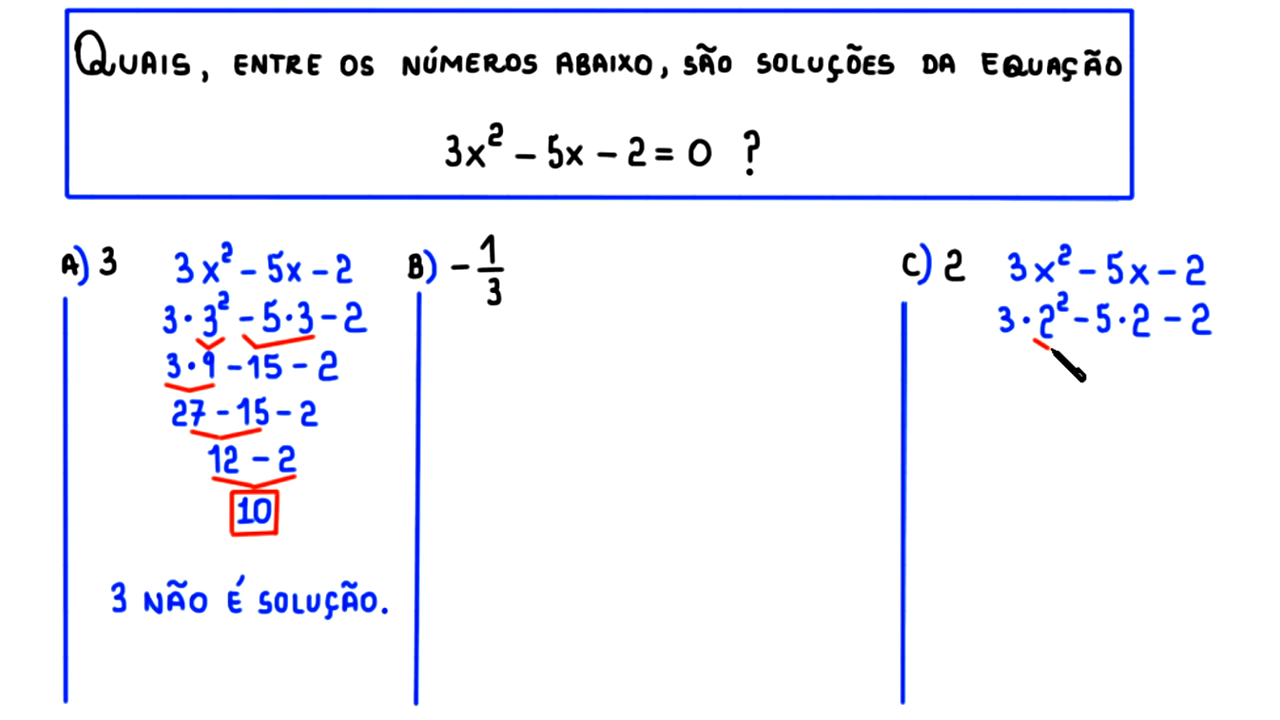 QUAIS, ENTRE OS NÚMEROS ABAIXO, SÃO SOLUÇÕES DA EQUAÇÃO
3x² - 5x - 2 = 0 ?
A) 3 3x² - 5x - 2
3·3² - 5·3 - 2
3·9 - 15 - 2
27 - 15 - 2
12 - 2
10
3 NÃO É SOLUÇÃO.
B) -1/3
C) 2 3x² - 5x - 2
3·2² - 5·2 - 2